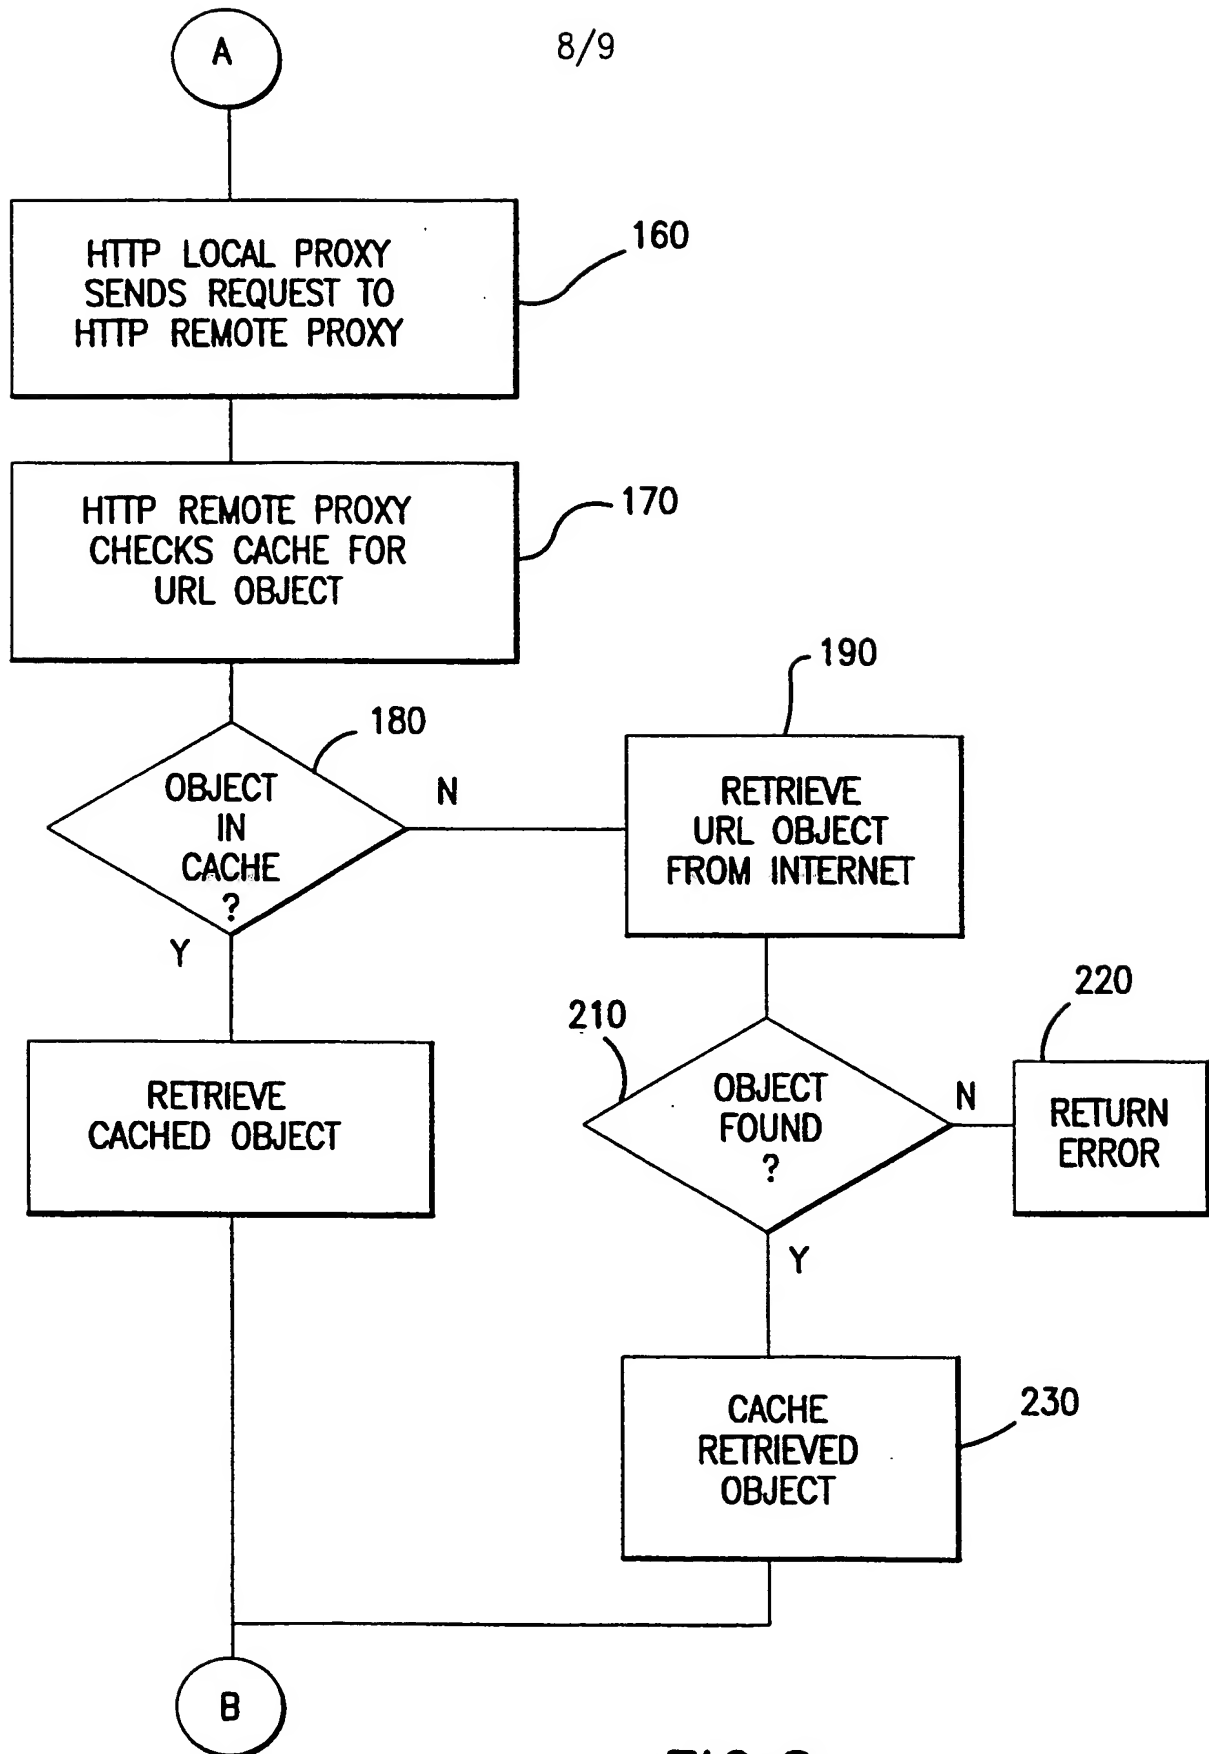 A
8/9
HTTP LOCAL PROXY
SENDS REQUEST TO
HTTP REMOTE PROXY
160
HTTP REMOTE PROXY
CHECKS CACHE FOR
URL OBJECT
170
OBJECT
IN
CACHE
?
180
N
Y
190
RETRIEVE
URL OBJECT
FROM INTERNET
RETRIEVE
CACHED OBJECT
210
OBJECT
FOUND
?
N
Y
220
RETURN
ERROR
CACHE
RETRIEVED
OBJECT
230
B